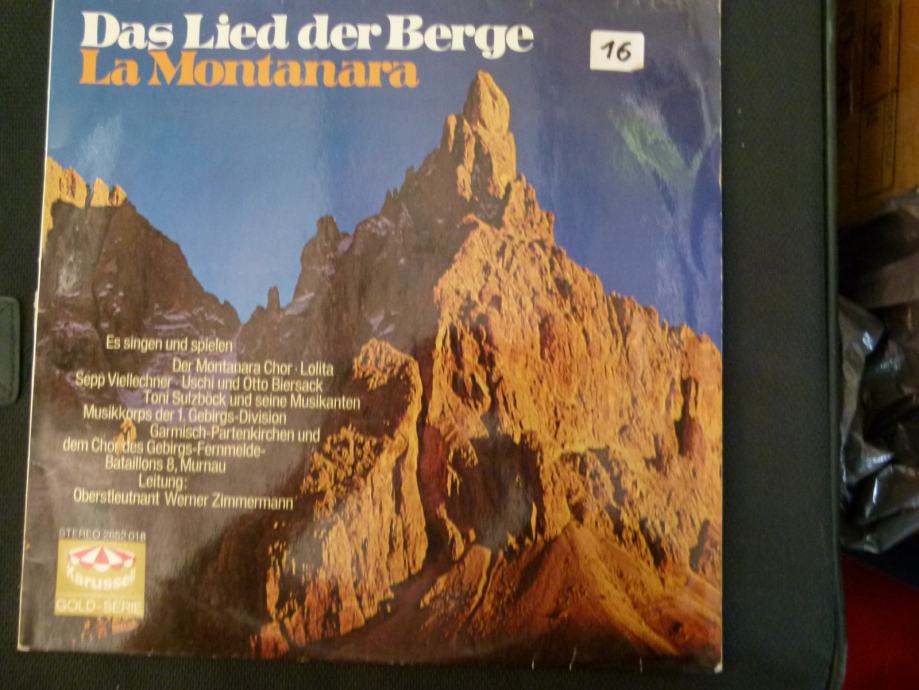 Das Lied der Berge
La Montanara
16
Es singen und spielen
Der Montanara Chor · Lolita
Sepp Viellechner · Uschi und Otto Biersack
Toni Sulzböck und seine Musikanten
Musikkorps der 1. Gebirgs-Division
Garmisch-Partenkirchen und
dem Chor des Gebirgs-Fernmelde-
Bataillons 8, Murnau
Leitung:
Oberstleutnant Werner Zimmermann
STEREO 2652 018
Karussell
GOLD-SERIE